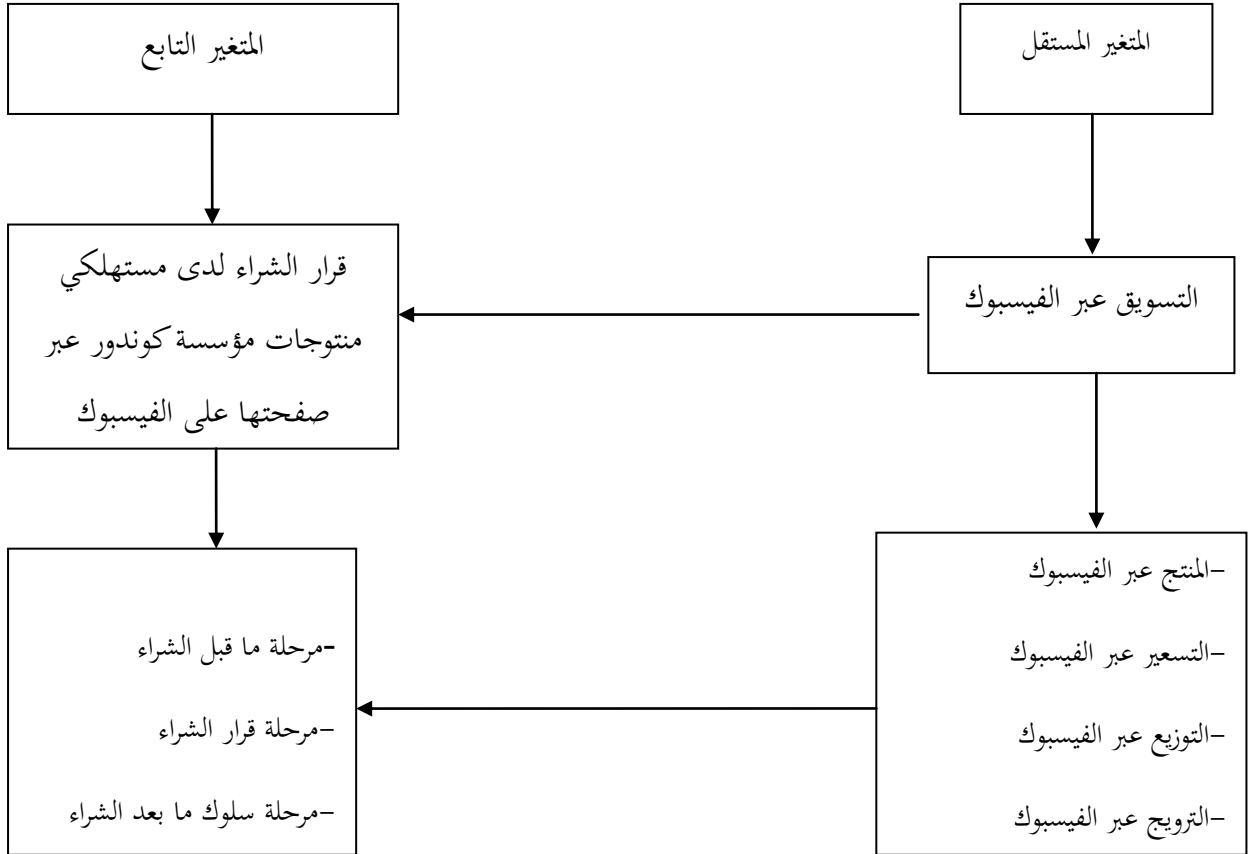 المتغير المستقل
المتغير التابع
التسويق عبر الفيسبوك
قرار الشراء لدى مستهلكي
منتوجات مؤسسة كوندور عبر
صفحتها على الفيسبوك
-المنتج عبر الفيسبوك
-التسعير عبر الفيسبوك
-التوزيع عبر الفيسبوك
-الترويج عبر الفيسبوك
-مرحلة ما قبل الشراء
-مرحلة قرار الشراء
-مرحلة سلوك ما بعد الشراء